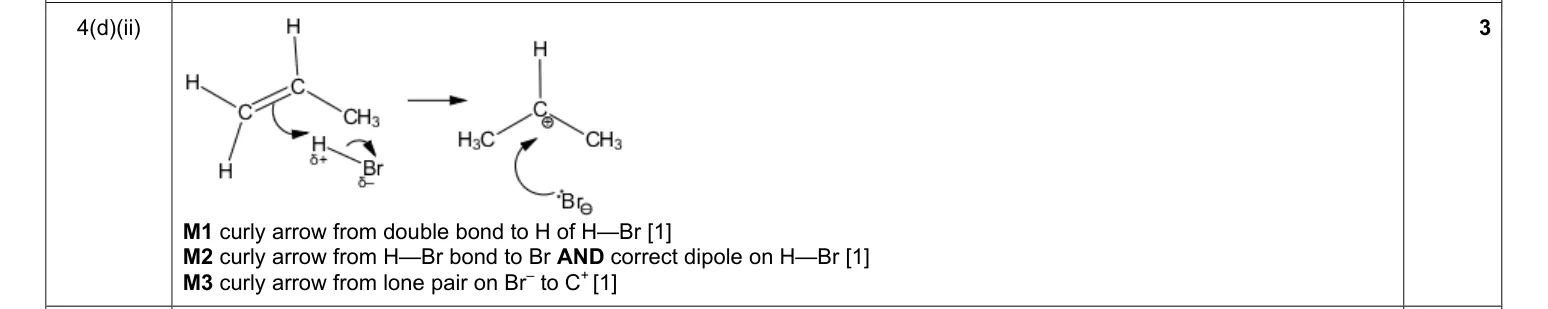 4(d)(ii)
3
H
H
C
C
CH₃
H
H
δ+
Br
δ–
H
C
⊕
H₃C
CH₃
:Br⊖
M1 curly arrow from double bond to H of H—Br [1]
M2 curly arrow from H—Br bond to Br AND correct dipole on H—Br [1]
M3 curly arrow from lone pair on Br⁻ to C⁺ [1]